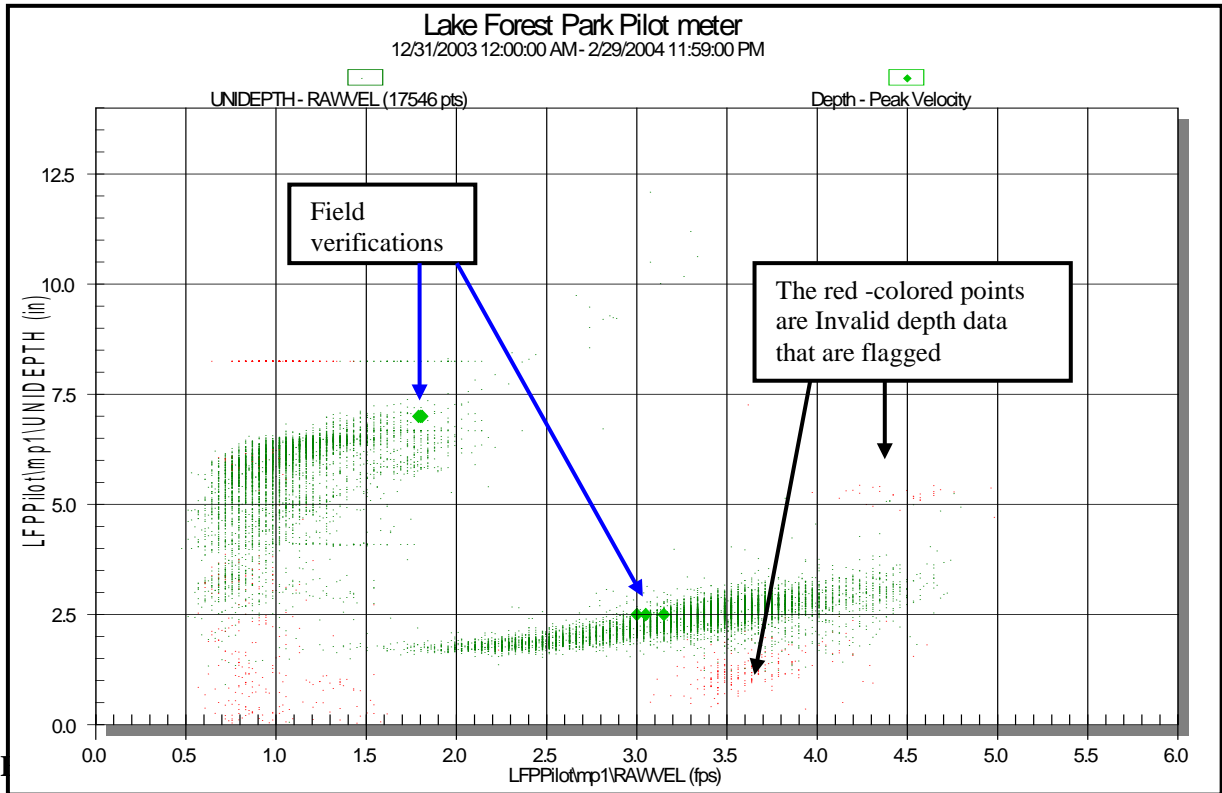 Lake Forest Park Pilot meter
12/31/2003 12:00:00 AM - 2/29/2004 11:59:00 PM
UNIDEPTH - RAWVEL (17546 pts)
Depth - Peak Velocity
12.5
10.0
7.5
5.0
2.5
0.0
LFPPilot\mp1\UNIDEPTH (in)
Field
verifications
The red -colored points
are Invalid depth data
that are flagged
0.0 0.5 1.0 1.5 2.0 2.5 3.0 3.5 4.0 4.5 5.0 5.5 6.0
LFPPilot\mp1\RAWVEL (fps)